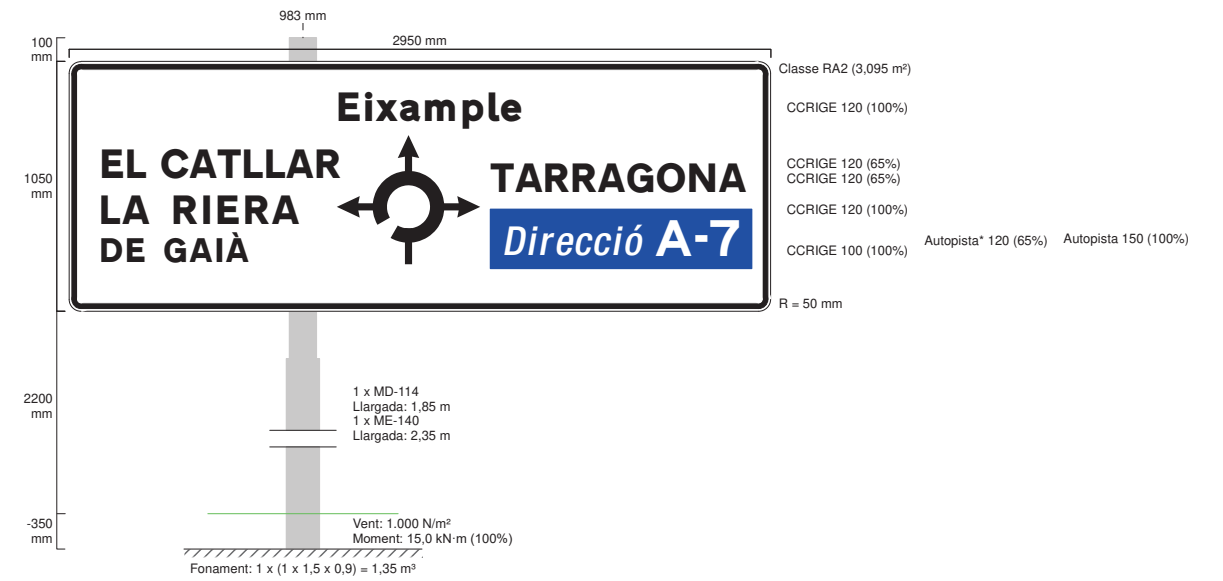 983 mm
100
mm
2950 mm
Classe RA2 (3,095 m²)
Eixample
CCRIGE 120 (100%)
EL CATLLAR
LA RIERA
DE GAIÀ
TARRAGONA
Direcció A-7
1050
mm
CCRIGE 120 (65%)
CCRIGE 120 (65%)
CCRIGE 120 (100%)
CCRIGE 100 (100%)
Autopista* 120 (65%)
Autopista 150 (100%)
R = 50 mm
2200
mm
1 x MD-114
Llargada: 1,85 m
1 x ME-140
Llargada: 2,35 m
-350
mm
Vent: 1.000 N/m²
Moment: 15,0 kN·m (100%)
Fonament: 1 x (1 x 1,5 x 0,9) = 1,35 m³